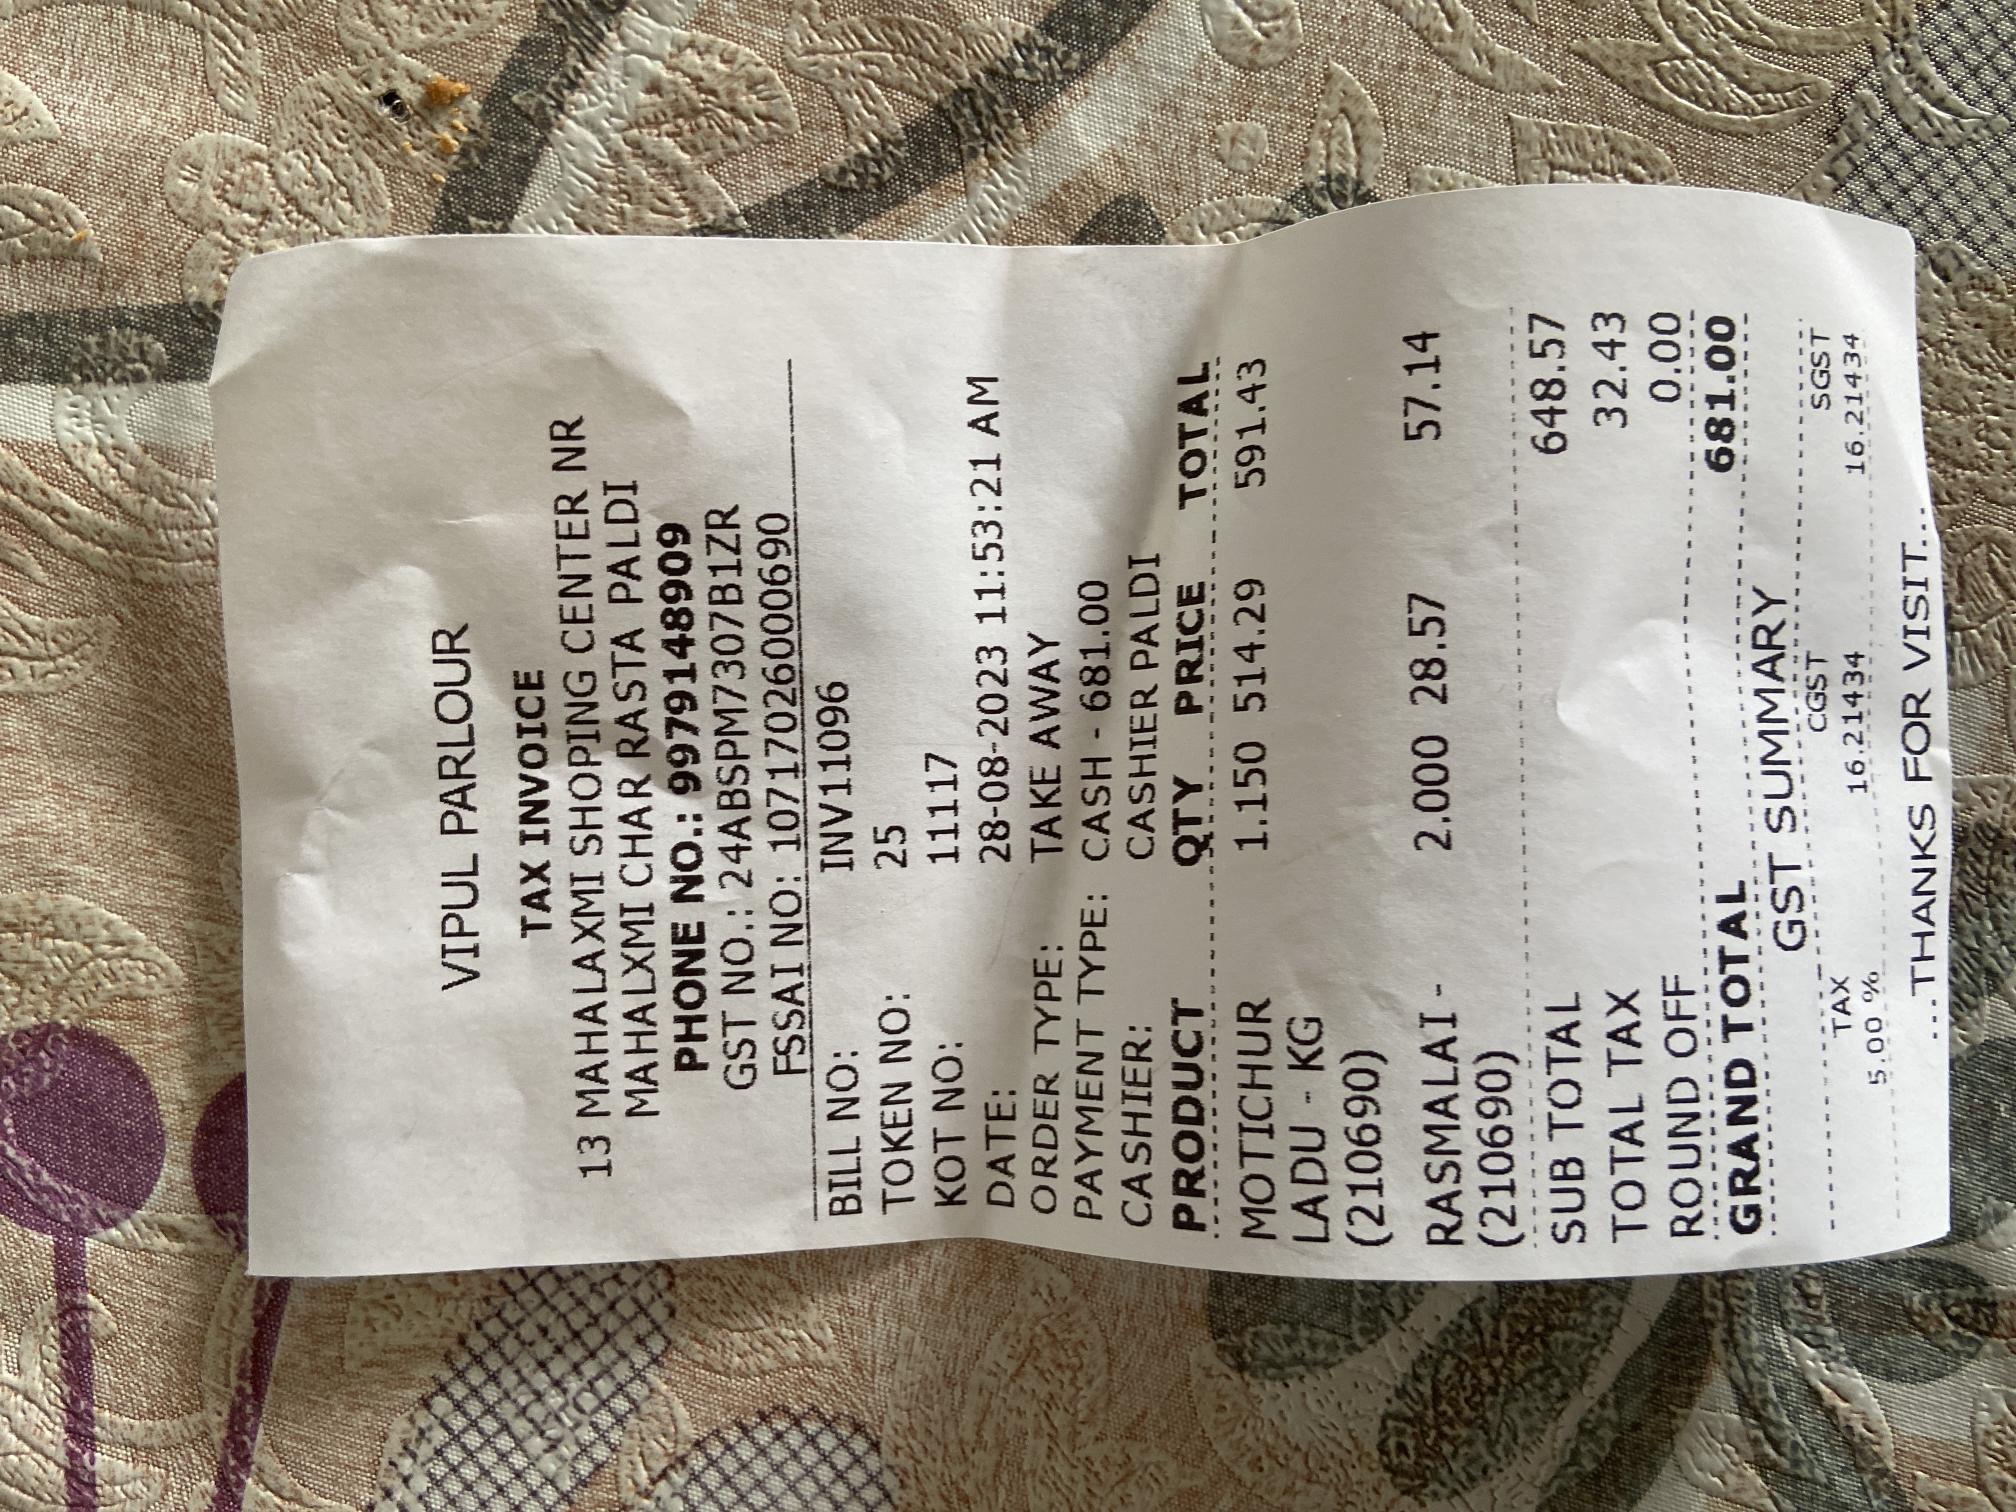 VIPUL PARLOUR
TAX INVOICE
13 MAHALAXMI SHOPING CENTER NR
MAHALXMI CHAR RASTA PALDI
PHONE NO.: 9979148909
GST NO.: 24ABSPM7307B1ZR
FSSAI NO: 10717026000690
BILL NO: INV11096
TOKEN NO: 25
KOT NO: 11117
DATE: 28-08-2023 11:53:21 AM
ORDER TYPE: TAKE AWAY
PAYMENT TYPE: CASH - 681.00
CASHIER: CASHIER PALDI
PRODUCT QTY PRICE TOTAL
MOTICHUR 1.150 514.29 591.43
LADU - KG
(210690)
RASMALAI - 2.000 28.57 57.14
(210690)
SUB TOTAL 648.57
TOTAL TAX 32.43
ROUND OFF 0.00
GRAND TOTAL 681.00
GST SUMMARY
TAX CGST SGST
5.00 % 16.21434 16.21434
....THANKS FOR VISIT....